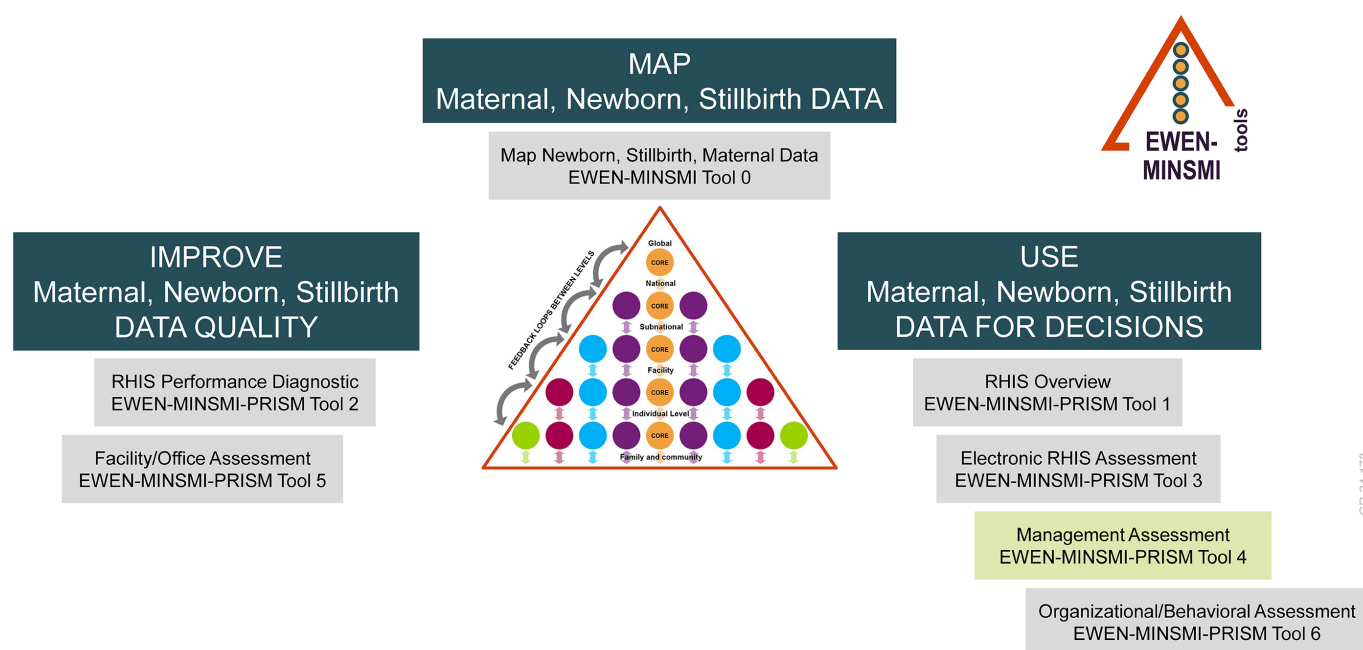 MAP
Maternal, Newborn, Stillbirth DATA
Map Newborn, Stillbirth, Maternal Data
EWEN-MINSMI Tool 0
EWEN-
MINSMI
tools
IMPROVE
Maternal, Newborn, Stillbirth
DATA QUALITY
RHIS Performance Diagnostic
EWEN-MINSMI-PRISM Tool 2
Facility/Office Assessment
EWEN-MINSMI-PRISM Tool 5
FEEDBACK LOOPS BETWEEN LEVELS
Global
CORE
National
CORE
Subnational
CORE
Facility
CORE
Individual Level
CORE
Family and community
USE
Maternal, Newborn, Stillbirth
DATA FOR DECISIONS
RHIS Overview
EWEN-MINSMI-PRISM Tool 1
Electronic RHIS Assessment
EWEN-MINSMI-PRISM Tool 3
Management Assessment
EWEN-MINSMI-PRISM Tool 4
Organizational/Behavioral Assessment
EWEN-MINSMI-PRISM Tool 6